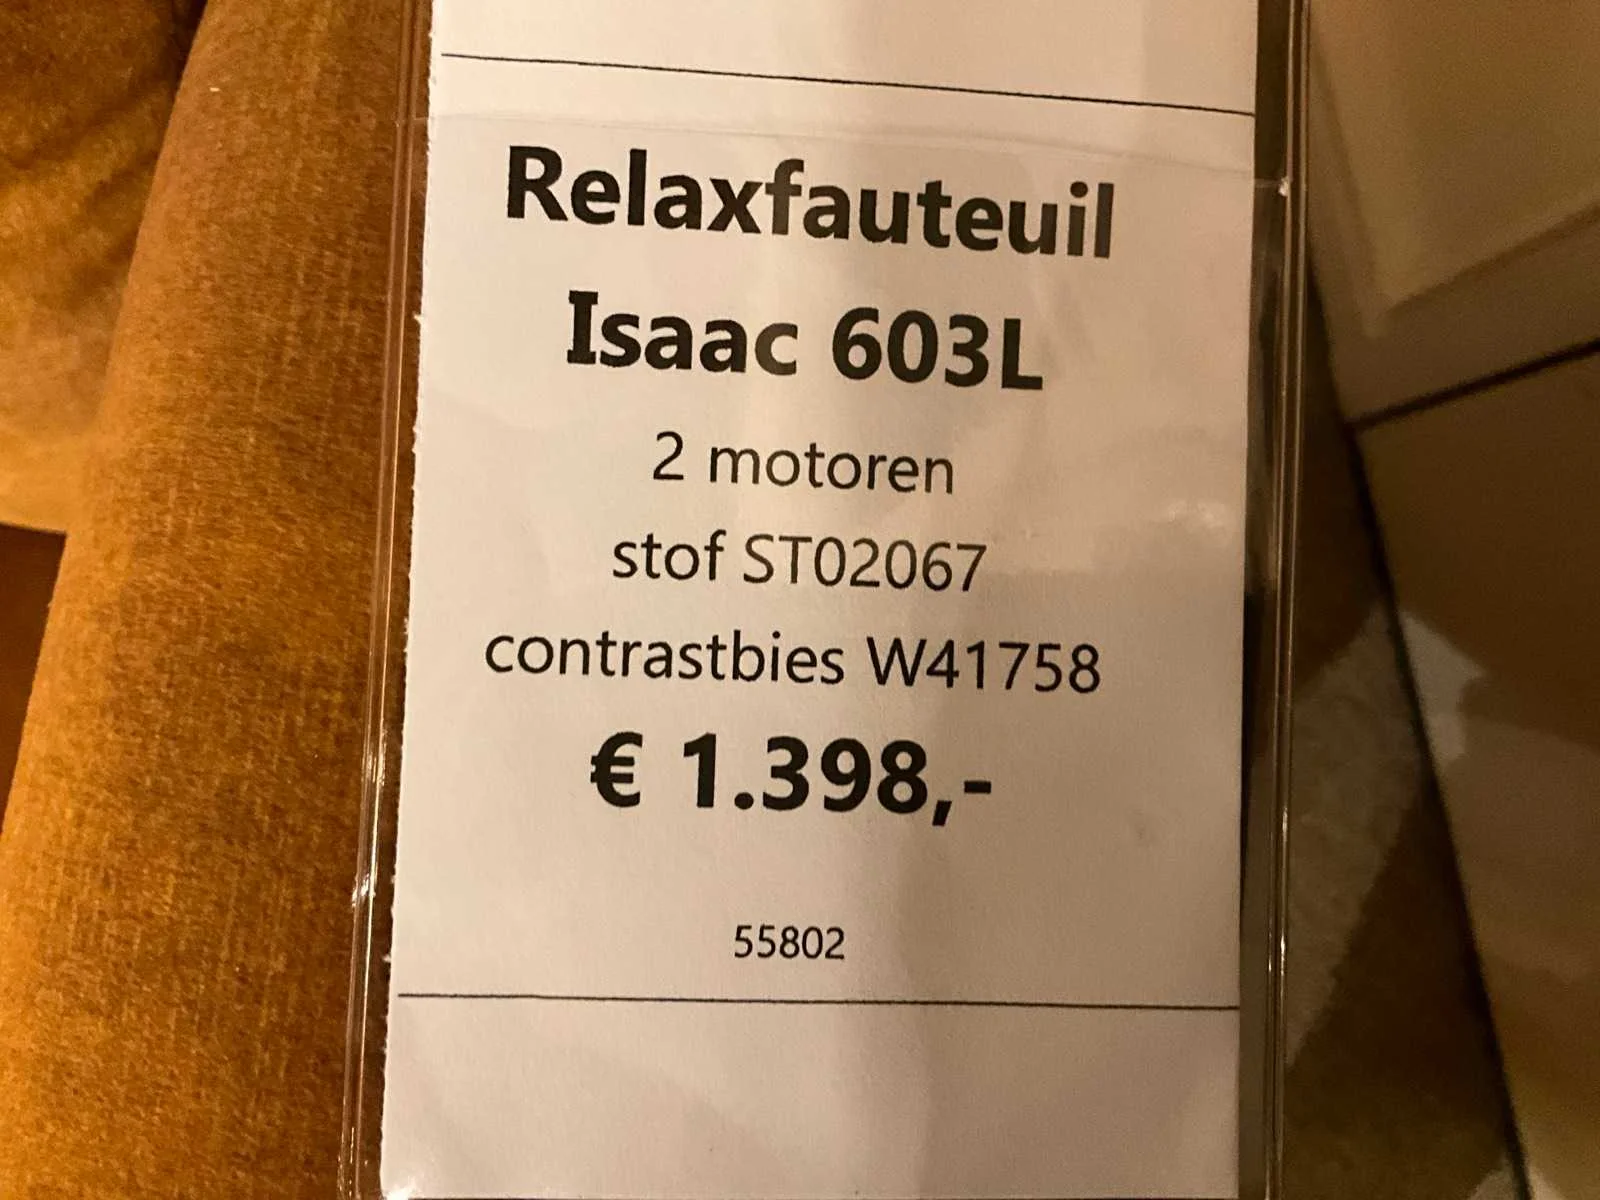 Relaxfauteuil
Isaac 603L
2 motoren
stof ST02067
contrastbies W41758
€ 1.398,-
55802